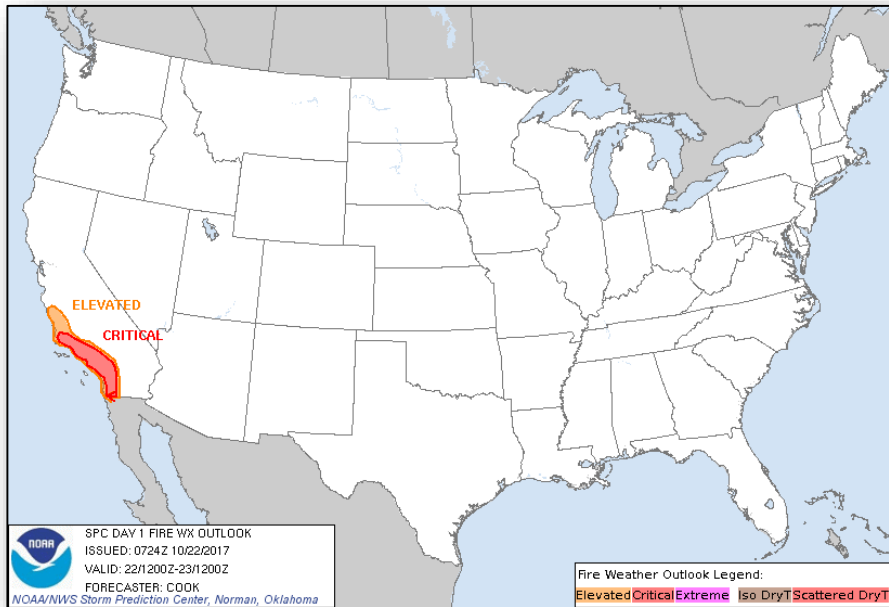 ELEVATED
CRITICAL
NOAA
SPC DAY 1 FIRE WX OUTLOOK
ISSUED: 0724Z 10/22/2017
VALID: 22/1200Z-23/1200Z
FORECASTER: COOK
NOAA/NWS Storm Prediction Center, Norman, Oklahoma
Fire Weather Outlook Legend:
Elevated Critical Extreme Iso DryT Scattered DryT